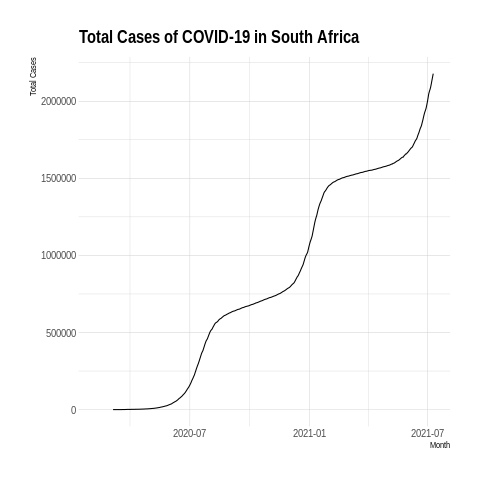 Total Cases of COVID-19 in South Africa
Total Cases
2000000
1500000
1000000
500000
0
2020-07
2021-01
2021-07
Month